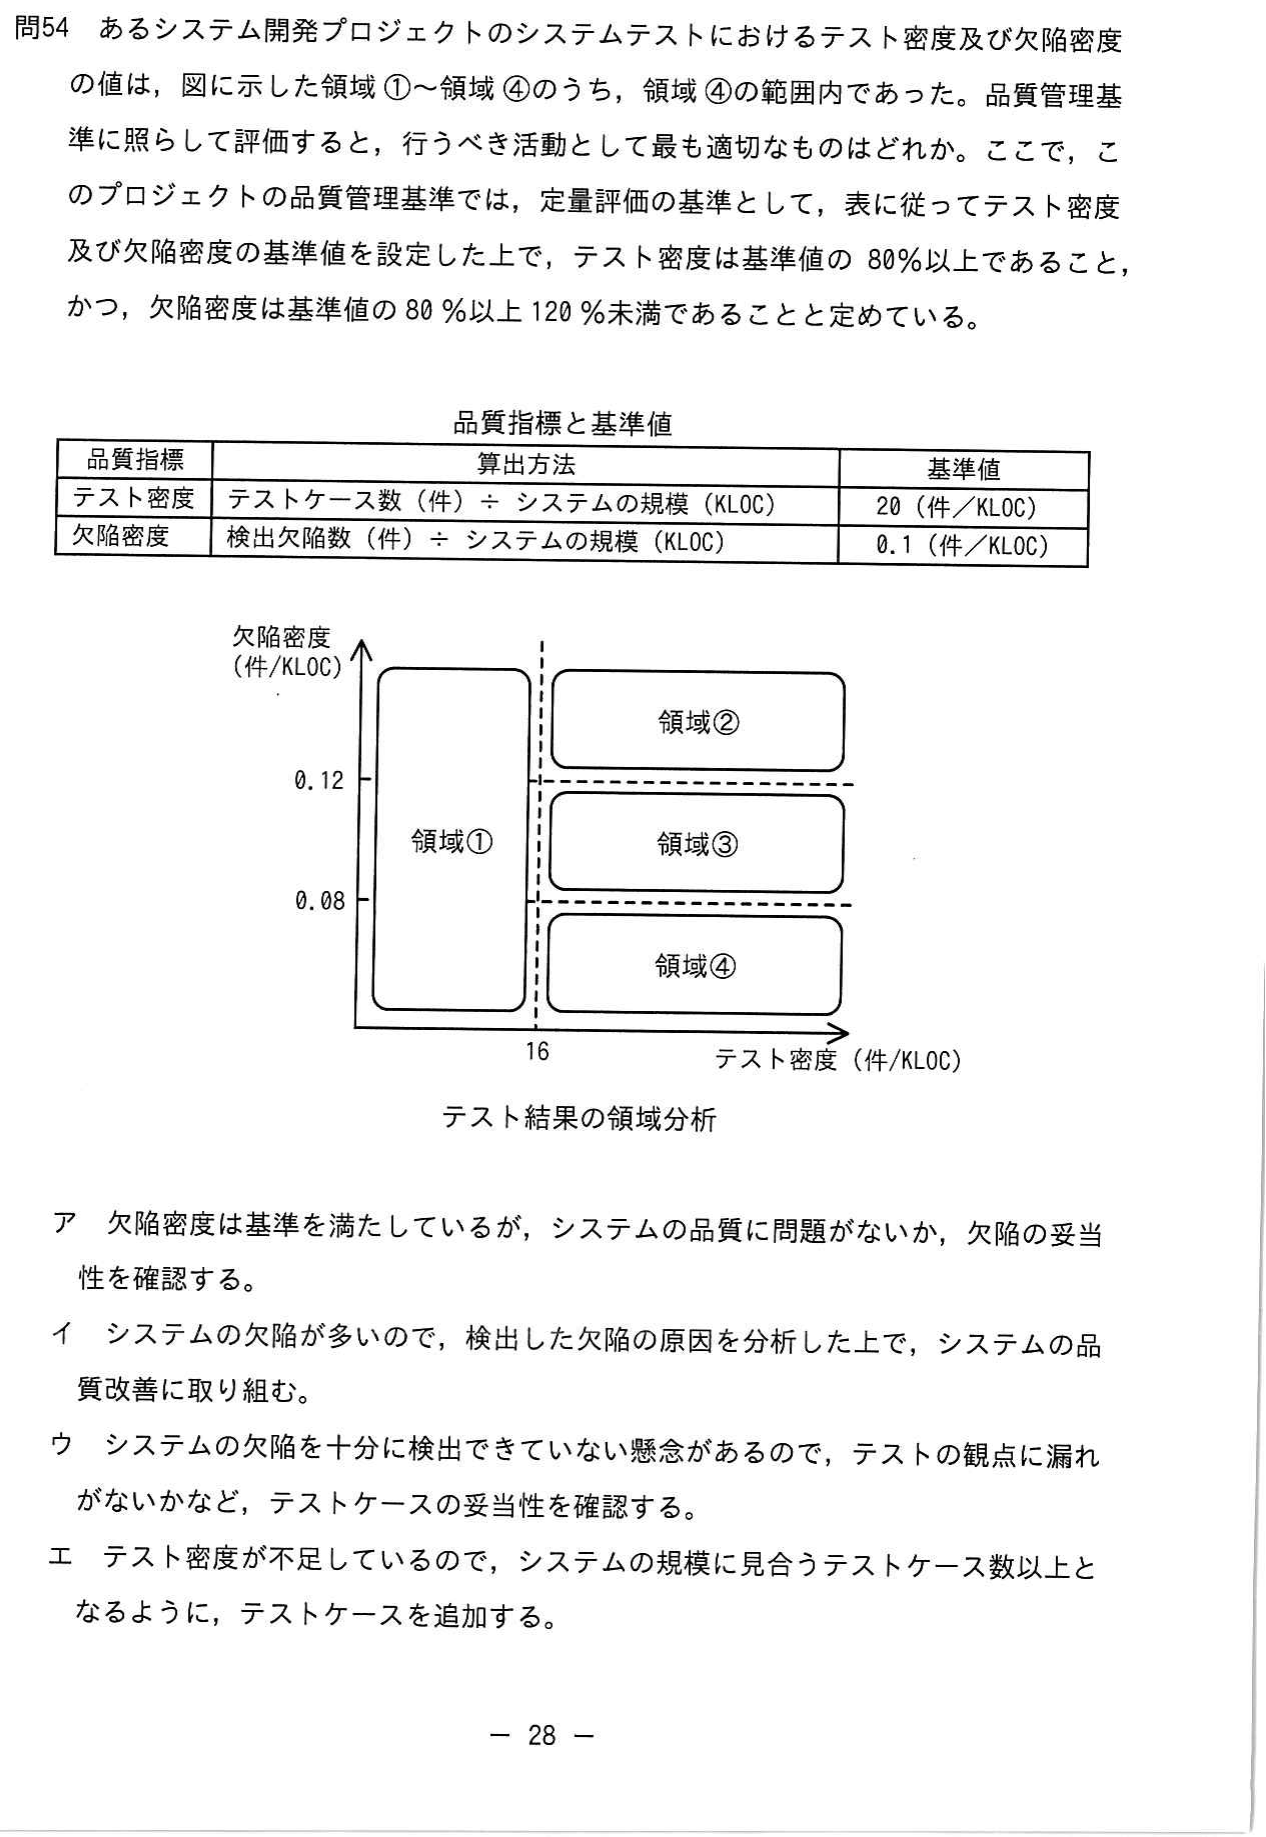 問54　あるシステム開発プロジェクトのシステムテストにおけるテスト密度及び欠陥密度
の値は，図に示した領域 ①～領域 ④のうち，領域 ④の範囲内であった。品質管理基
準に照らして評価すると，行うべき活動として最も適切なものはどれか。ここで，こ
のプロジェクトの品質管理基準では，定量評価の基準として，表に従ってテスト密度
及び欠陥密度の基準値を設定した上で，テスト密度は基準値の 80％以上であること，
かつ，欠陥密度は基準値の 80 ％以上 120 ％未満であることと定めている。
品質指標と基準値
品質指標　算出方法　基準値
テスト密度　テストケース数（件）÷ システムの規模（KLOC）　20（件／KLOC）
欠陥密度　検出欠陥数（件）÷ システムの規模（KLOC）　0.1（件／KLOC）
欠陥密度
（件/KLOC）
領域②
0.12
領域①
領域③
0.08
領域④
16
テスト密度（件/KLOC）
テスト結果の領域分析
ア　欠陥密度は基準を満たしているが，システムの品質に問題がないか，欠陥の妥当
性を確認する。
イ　システムの欠陥が多いので，検出した欠陥の原因を分析した上で，システムの品
質改善に取り組む。
ウ　システムの欠陥を十分に検出できていない懸念があるので，テストの観点に漏れ
がないかなど，テストケースの妥当性を確認する。
エ　テスト密度が不足しているので，システムの規模に見合うテストケース数以上と
なるように，テストケースを追加する。
－ 28 －